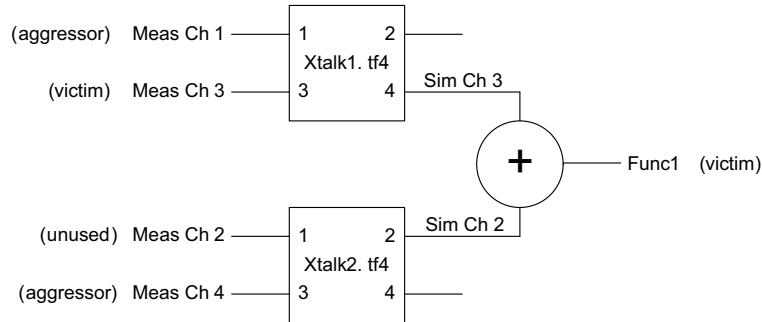 (aggressor) Meas Ch 1 1 2
Xtalk1. tf4
(victim) Meas Ch 3 3 4 Sim Ch 3
+ Func1 (victim)
(unused) Meas Ch 2 1 2 Sim Ch 2
Xtalk2. tf4
(aggressor) Meas Ch 4 3 4